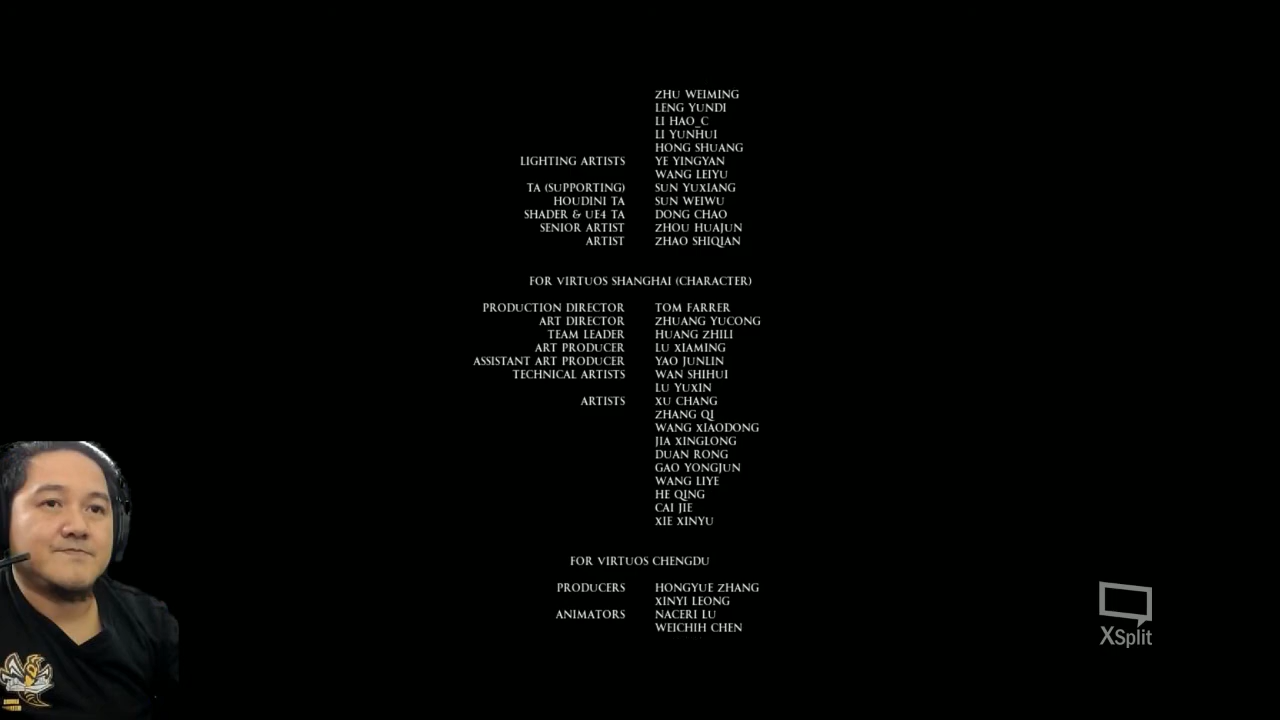 ZHU WEIMING
LENG YUNDI
LI HAO_C
LI YUNHUI
HONG SHUANG
LIGHTING ARTISTS YE YINGYAN
WANG LEIYU
TA (SUPPORTING) SUN YUXIANG
HOUDINI TA SUN WEIWU
SHADER & UE4 TA DONG CHAO
SENIOR ARTIST ZHOU HUAJUN
ARTIST ZHAO SHIQIAN
FOR VIRTUOS SHANGHAI (CHARACTER)
PRODUCTION DIRECTOR TOM FARRER
ART DIRECTOR ZHUANG YUCONG
TEAM LEADER HUANG ZHILI
ART PRODUCER LU XIAMING
ASSISTANT ART PRODUCER YAO JUNLIN
TECHNICAL ARTISTS WAN SHIHUI
LU YUXIN
ARTISTS XU CHANG
ZHANG QI
WANG XIAODONG
JIA XINGLONG
DUAN RONG
GAO YONGJUN
WANG LIYE
HE QING
CAI JIE
XIE XINYU
FOR VIRTUOS CHENGDU
PRODUCERS HONGYUE ZHANG
XINYI LEONG
ANIMATORS NACERI LU
WEICHIH CHEN
XSplit